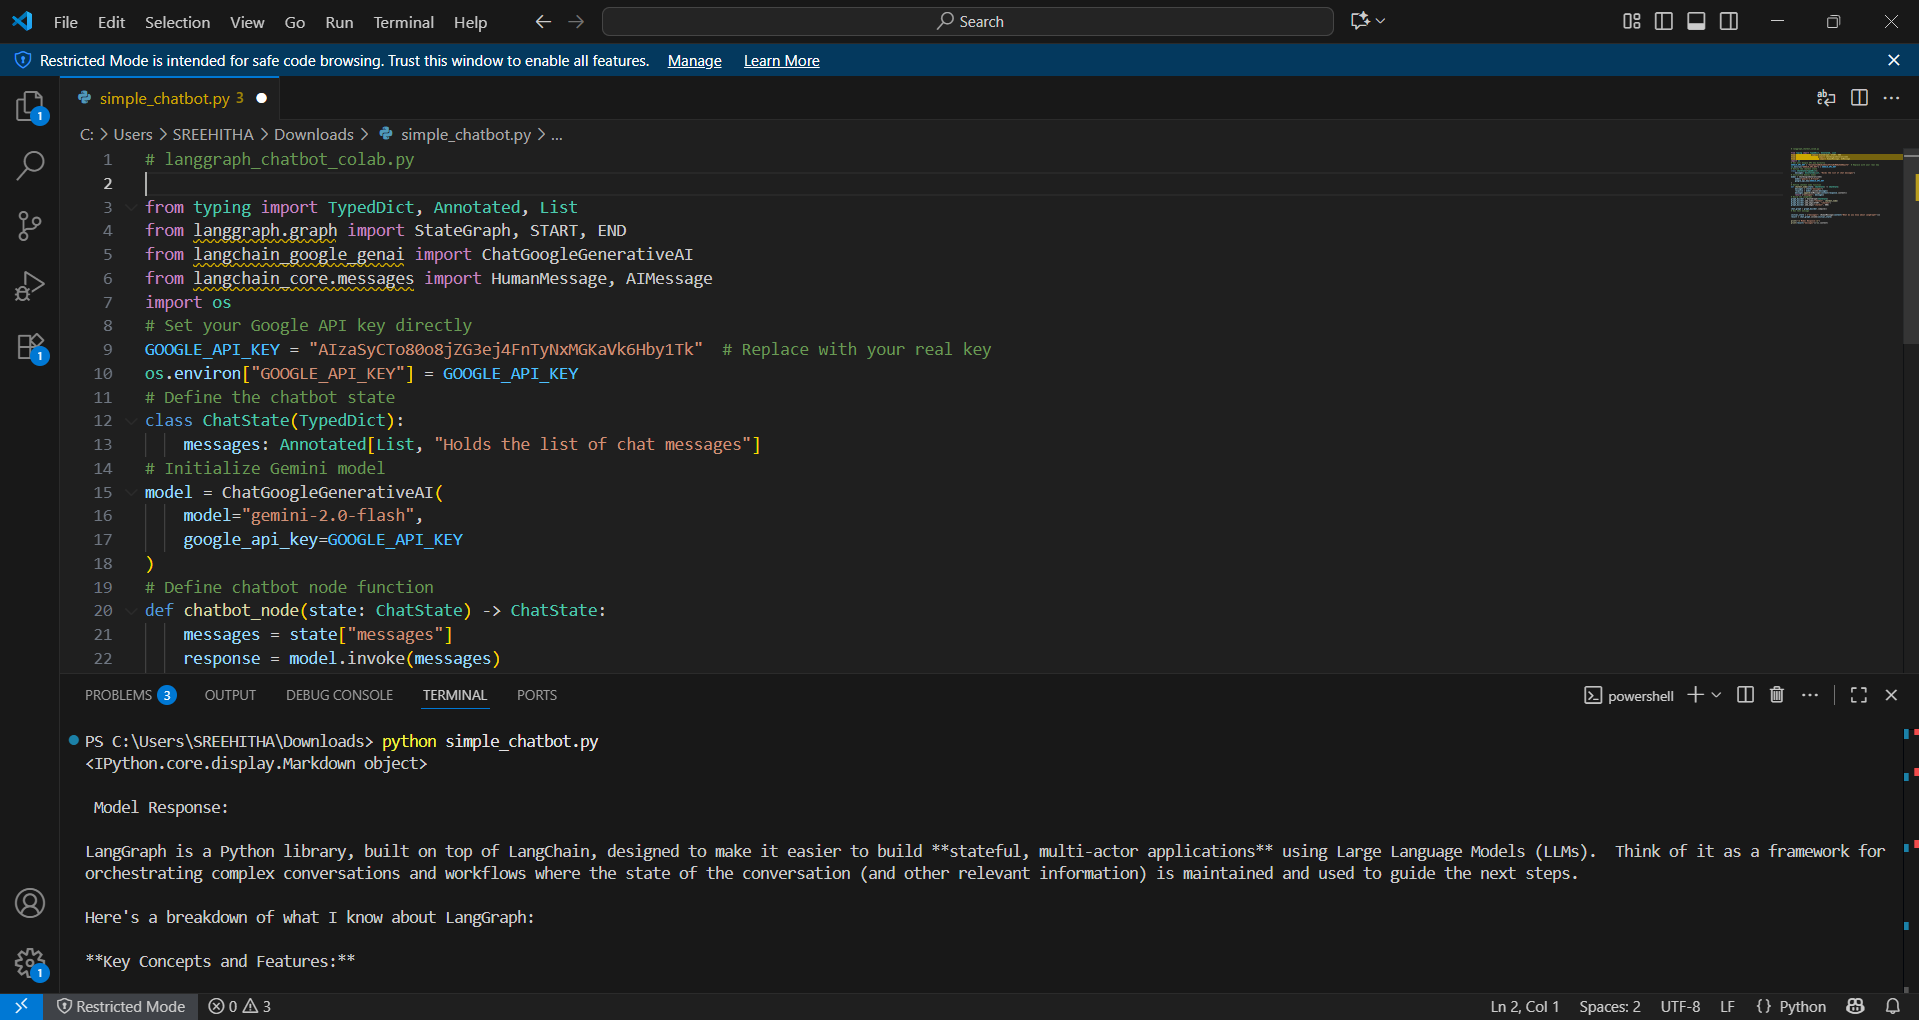 File Edit Selection View Go Run Terminal Help Search
Restricted Mode is intended for safe code browsing. Trust this window to enable all features. Manage Learn More
simple_chatbot.py 3
C: > Users > SREEHITHA > Downloads > simple_chatbot.py > ...
1 # langgraph_chatbot_colab.py
2
3 from typing import TypedDict, Annotated, List
4 from langgraph.graph import StateGraph, START, END
5 from langchain_google_genai import ChatGoogleGenerativeAI
6 from langchain_core.messages import HumanMessage, AIMessage
7 import os
8 # Set your Google API key directly
9 GOOGLE_API_KEY = "AIzaSyCTo80o8jZG3ej4FnTyNxMGKaVk6Hby1Tk"  # Replace with your real key
10 os.environ["GOOGLE_API_KEY"] = GOOGLE_API_KEY
11 # Define the chatbot state
12 class ChatState(TypedDict):
13     messages: Annotated[List, "Holds the list of chat messages"]
14 # Initialize Gemini model
15 model = ChatGoogleGenerativeAI(
16     model="gemini-2.0-flash",
17     google_api_key=GOOGLE_API_KEY
18 )
19 # Define chatbot node function
20 def chatbot_node(state: ChatState) -> ChatState:
21     messages = state["messages"]
22     response = model.invoke(messages)
PROBLEMS 3 OUTPUT DEBUG CONSOLE TERMINAL PORTS powershell
PS C:\Users\SREEHITHA\Downloads> python simple_chatbot.py
<IPython.core.display.Markdown object>
Model Response:
LangGraph is a Python library, built on top of LangChain, designed to make it easier to build **stateful, multi-actor applications** using Large Language Models (LLMs).  Think of it as a framework for
orchestrating complex conversations and workflows where the state of the conversation (and other relevant information) is maintained and used to guide the next steps.
Here's a breakdown of what I know about LangGraph:
**Key Concepts and Features:**
Restricted Mode 0 3 Ln 2, Col 1 Spaces: 2 UTF-8 LF {} Python